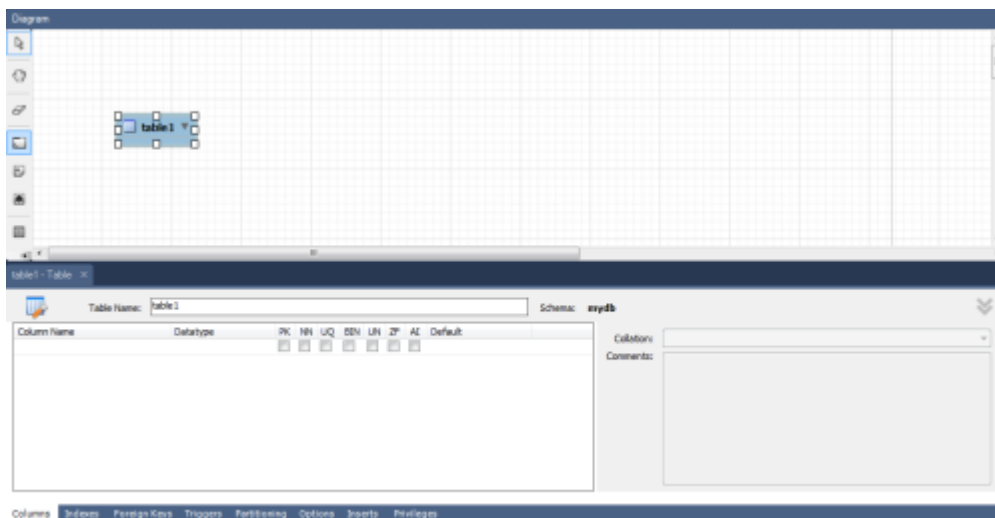 Diagram
table1
table1 - Table ×
Table Name: table1 Schema: mydb
Column Name Datatype PK NN UQ BIN UN ZF AI Default
Collation:
Comments:
Columns Indexes Foreign Keys Triggers Partitioning Options Inserts Privileges